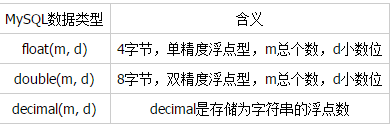 MySQL数据类型 含义
float(m, d) 4字节，单精度浮点型，m总个数，d小数位
double(m, d) 8字节，双精度浮点型，m总个数，d小数位
decimal(m, d) decimal是存储为字符串的浮点数